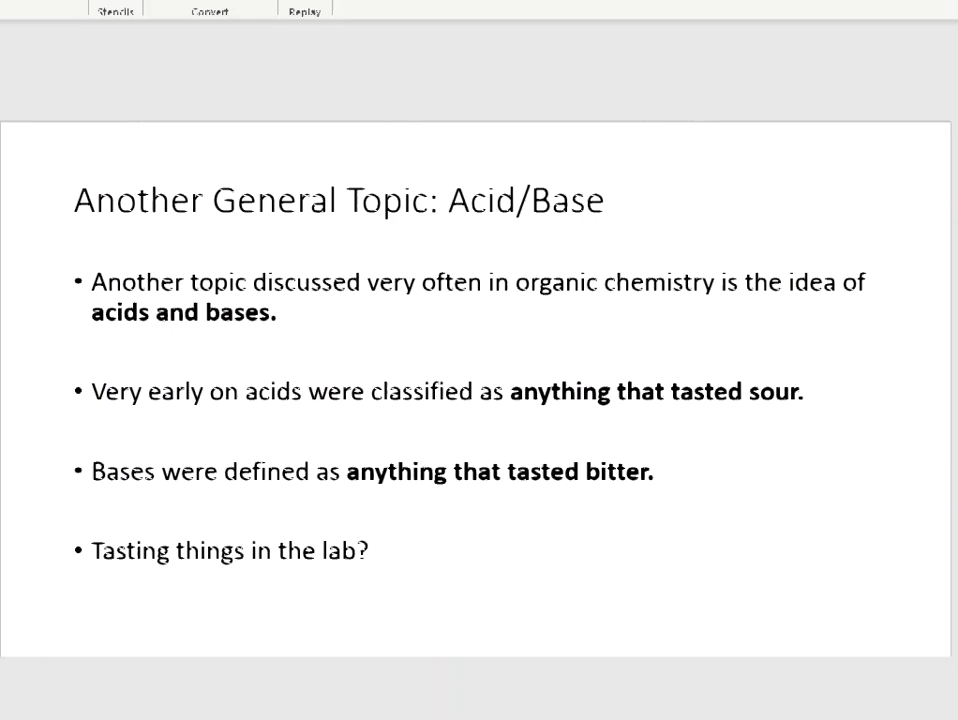 Stencils Convert Replay
Another General Topic: Acid/Base
• Another topic discussed very often in organic chemistry is the idea of
acids and bases.
• Very early on acids were classified as anything that tasted sour.
• Bases were defined as anything that tasted bitter.
• Tasting things in the lab?